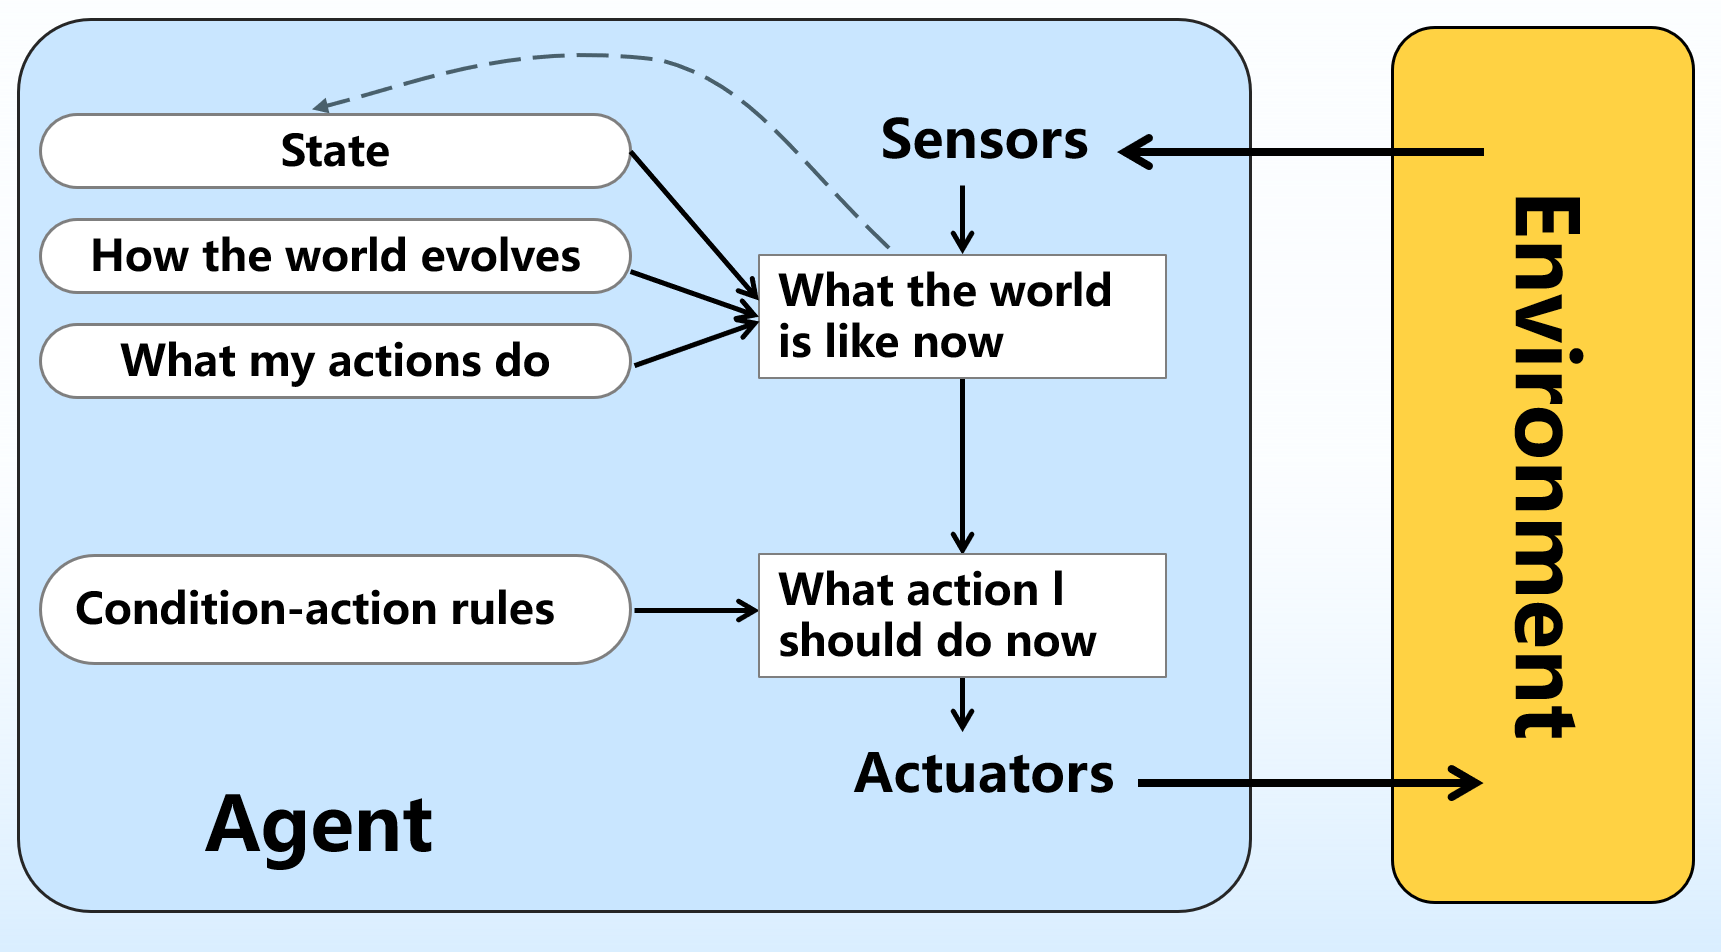 State
How the world evolves
What my actions do
Condition-action rules
Sensors
What the world
is like now
What action I
should do now
Actuators
Agent
Environment